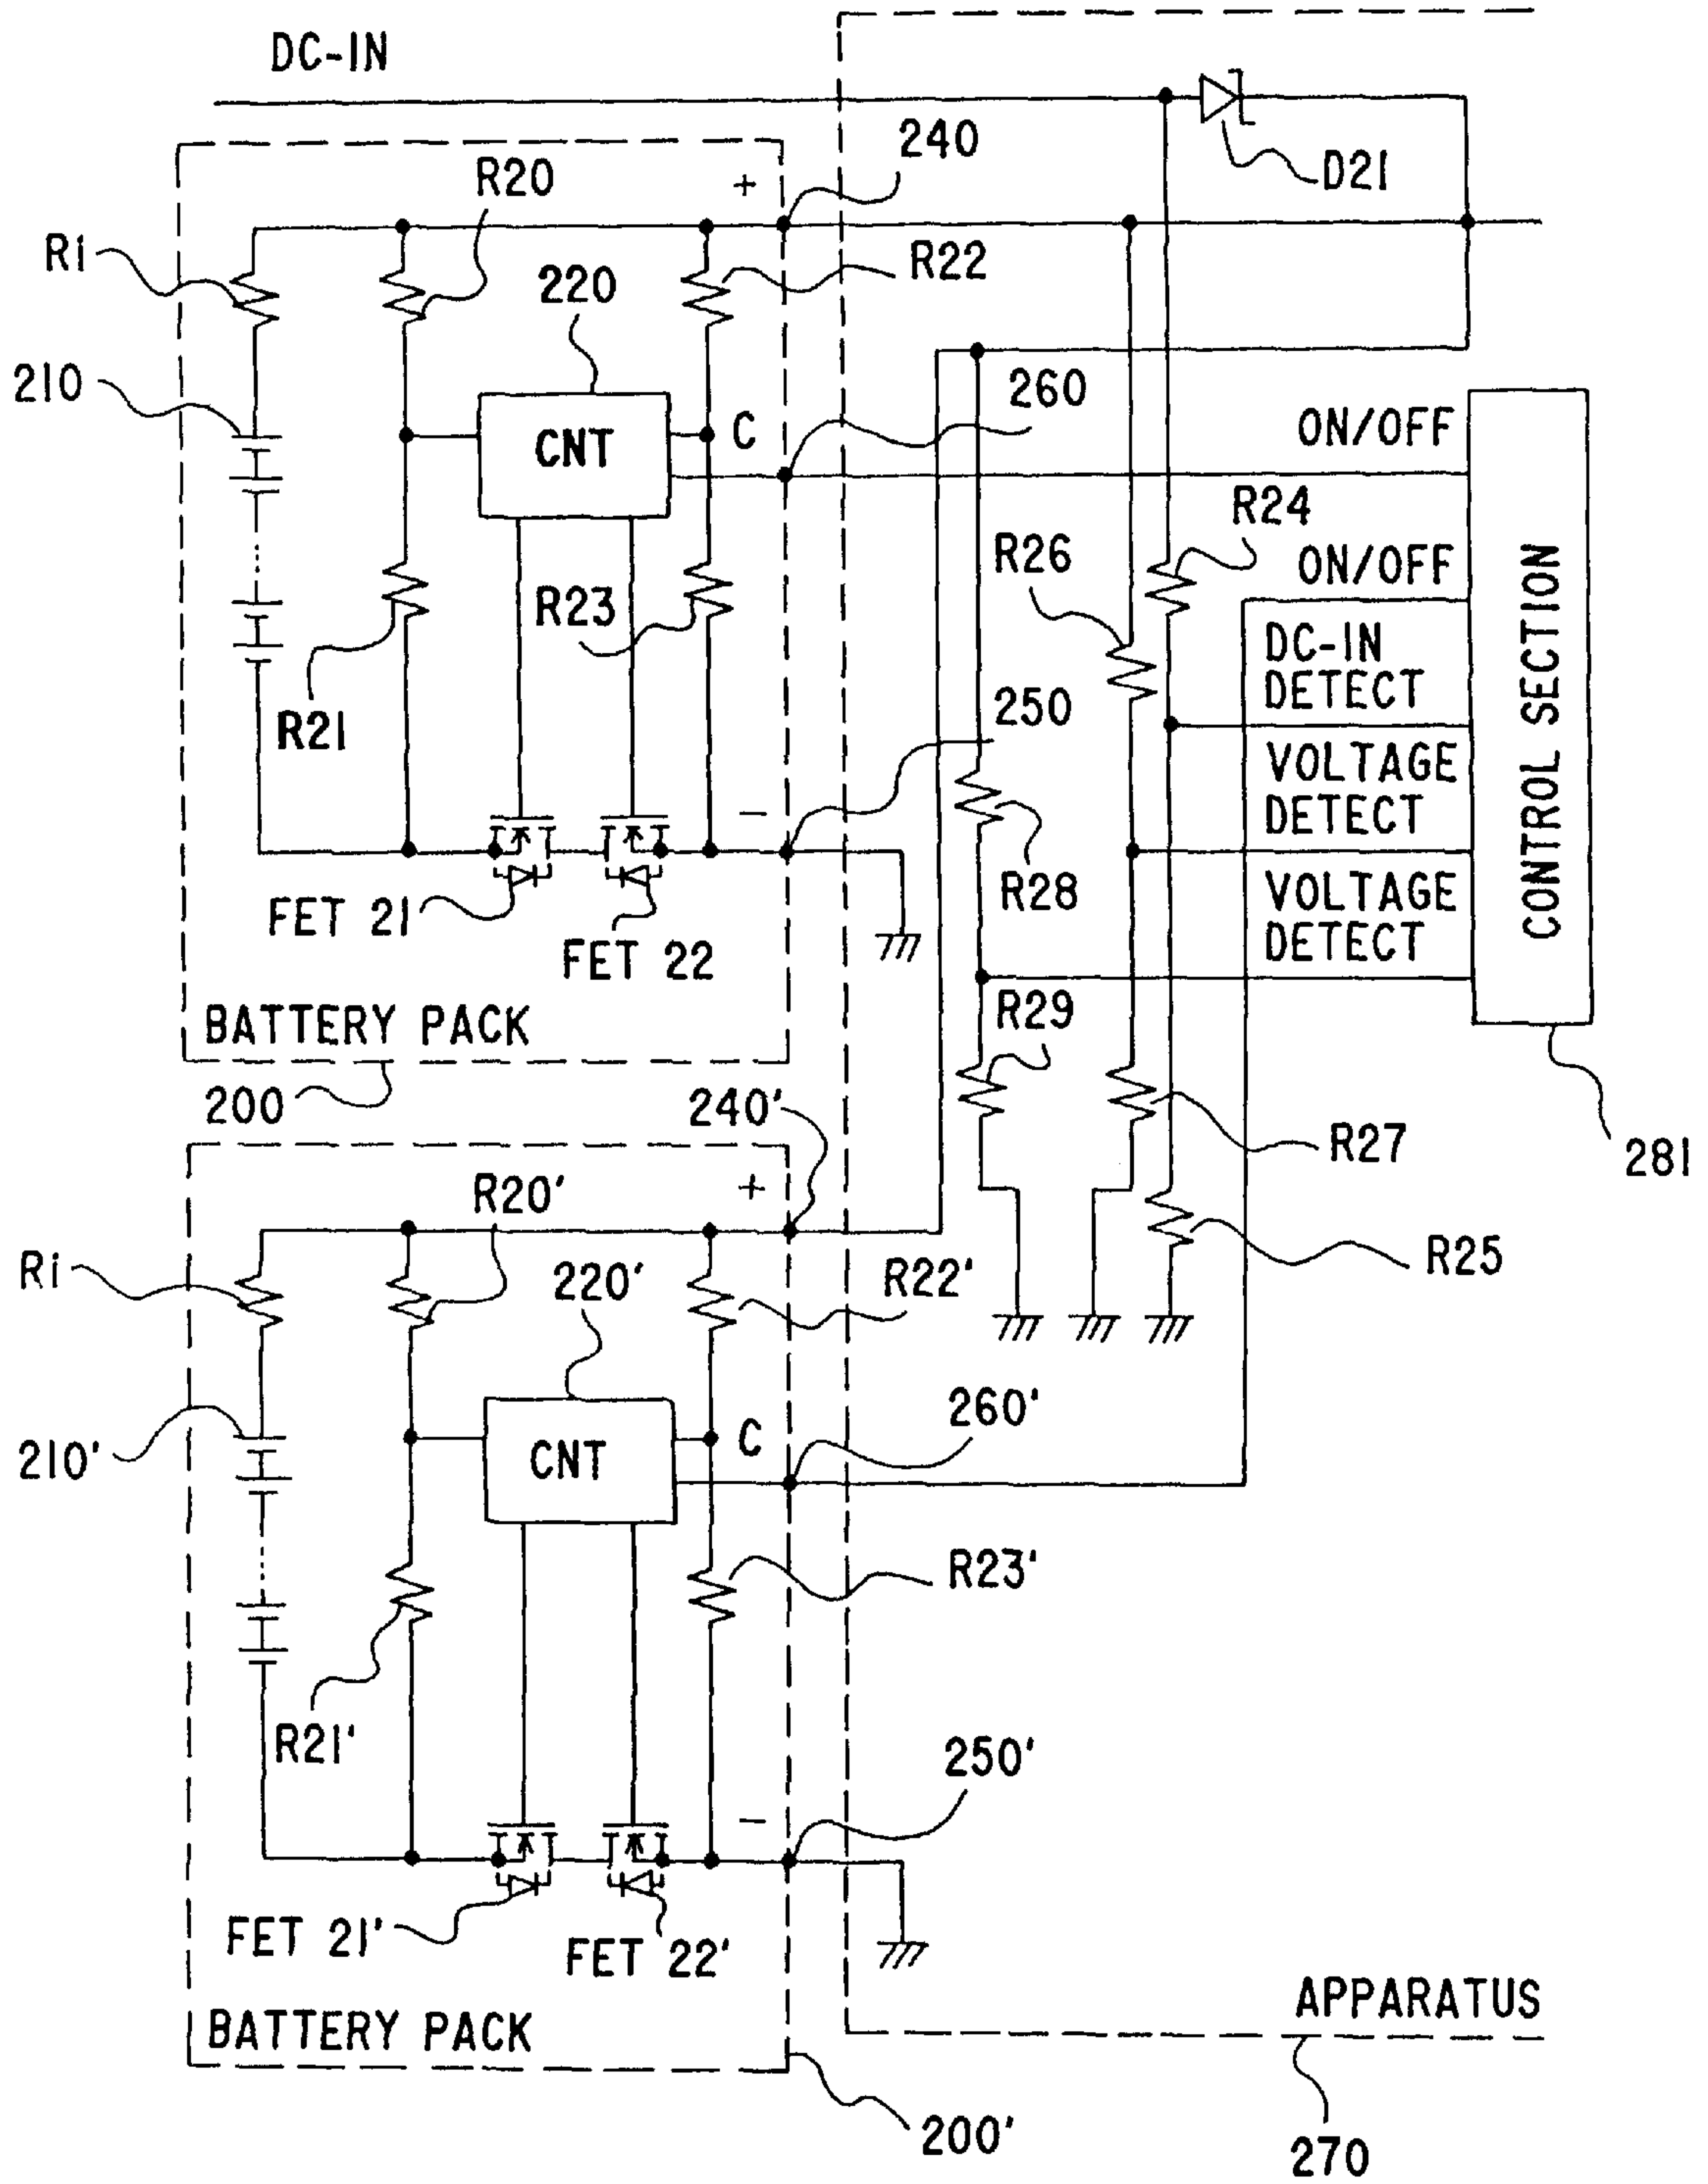 DC-IN
240
D21
R20
+
Ri
R22
220
210
260
C
ON/OFF
CNT
R24
R26
ON/OFF
R23
DC-IN
DETECT
CONTROL SECTION
R21
250
VOLTAGE
DETECT
−
R28
VOLTAGE
DETECT
FET 21
FET 22
R29
BATTERY PACK
200
240'
R27
281
R20'
+
Ri
220'
R22'
R25
260'
210'
C
CNT
R23'
R21'
250'
−
FET 21'
FET 22'
APPARATUS
BATTERY PACK
200'
270